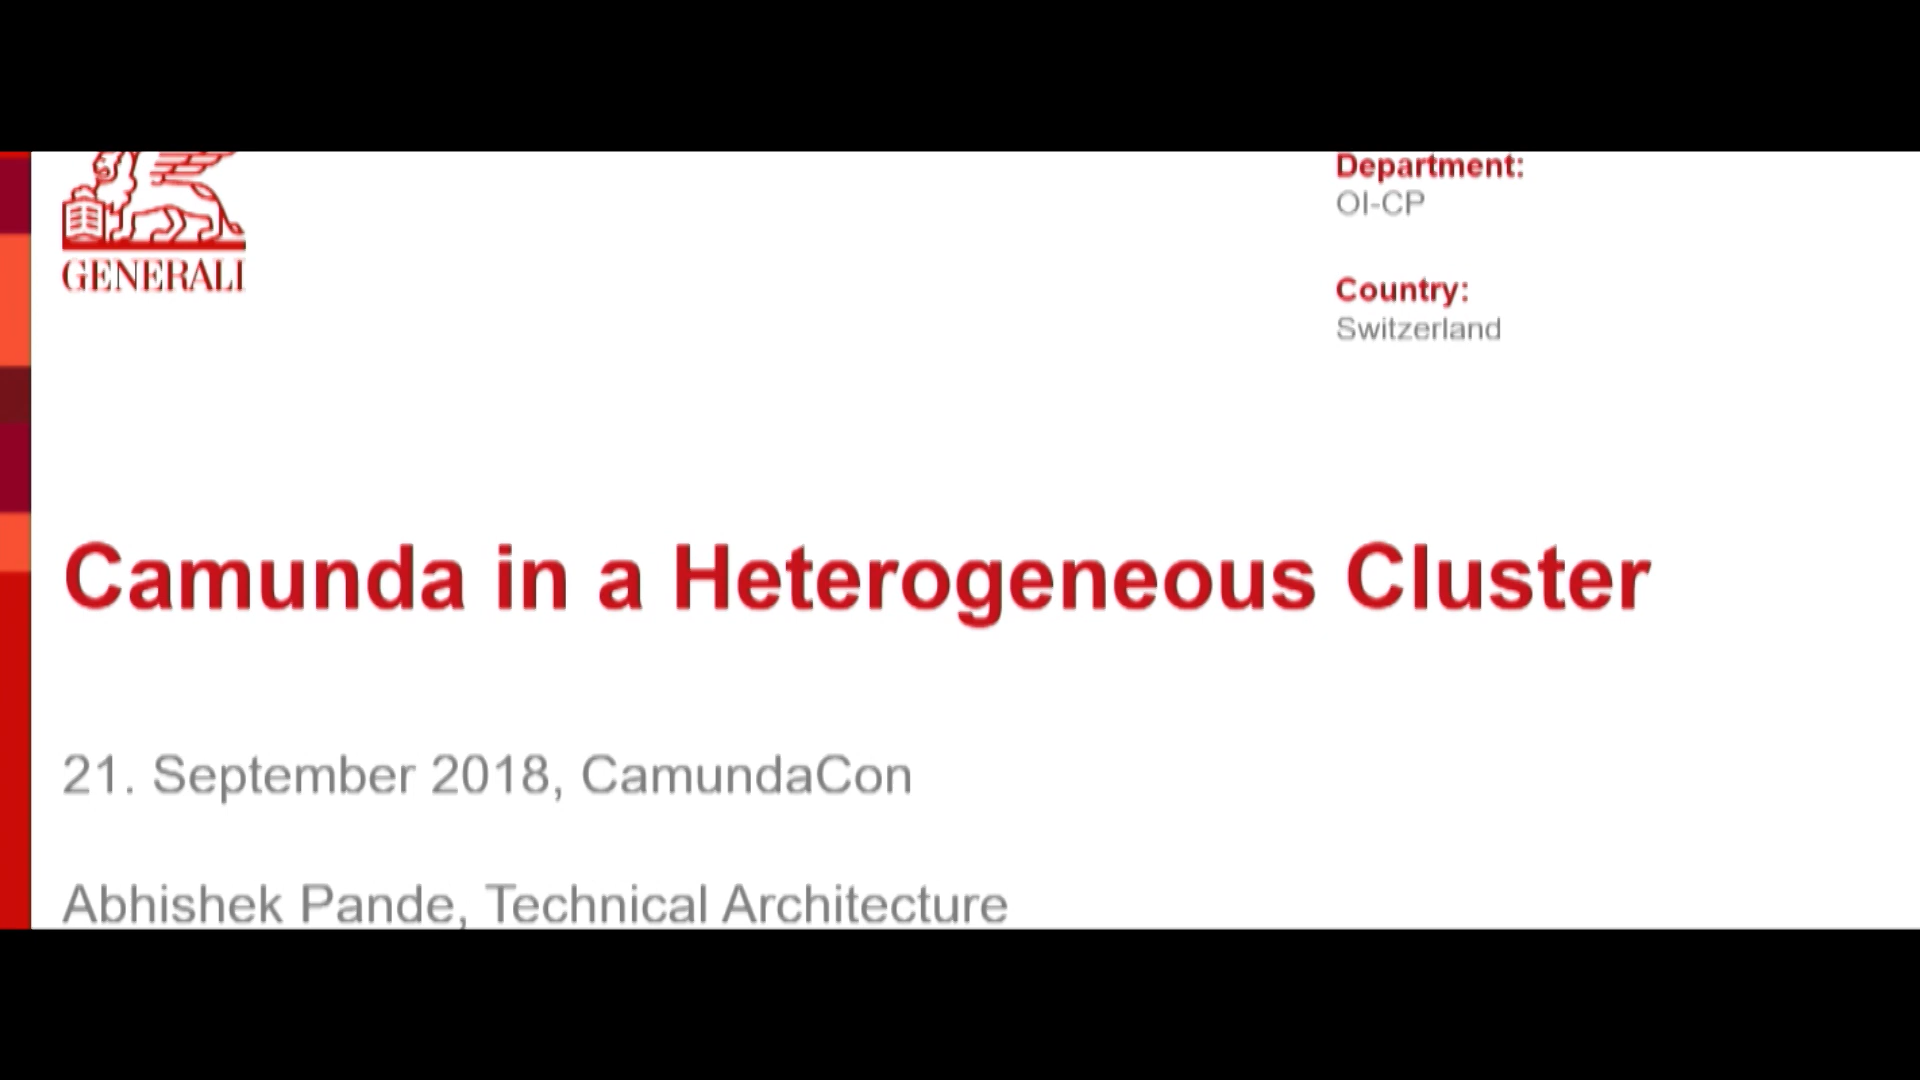 GENERALI
Department:
OI-CP
Country:
Switzerland
Camunda in a Heterogeneous Cluster
21. September 2018, CamundaCon
Abhishek Pande, Technical Architecture